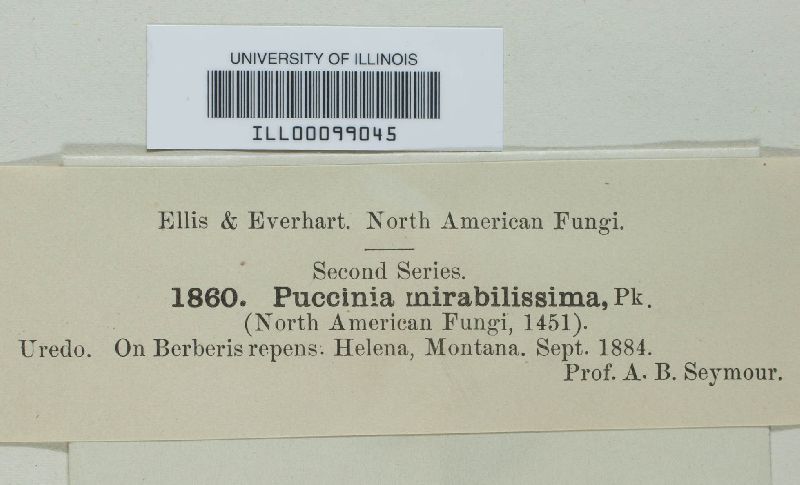 UNIVERSITY OF ILLINOIS
ILL00099045
Ellis & Everhart. North American Fungi.
Second Series.
1860. Puccinia mirabilissima, Pk.
(North American Fungi, 1451).
Uredo. On Berberis repens. Helena, Montana. Sept. 1884.
Prof. A. B. Seymour.